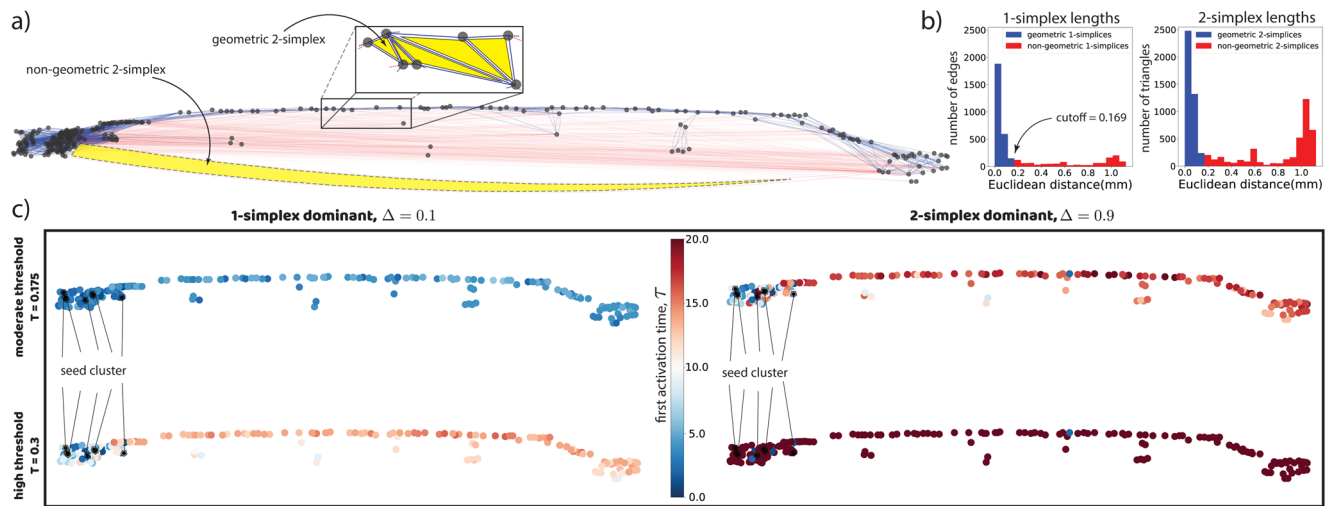 a)
geometric 2-simplex
non-geometric 2-simplex
b)
1-simplex lengths
geometric 1-simplices
non-geometric 1-simplices
number of edges
2500
2000
1500
1000
500
0
cutoff = 0.169
0.0 0.2 0.4 0.6 0.8 1.0
Euclidean distance(mm)
2-simplex lengths
geometric 2-simplices
non-geometric 2-simplices
number of triangles
2500
2000
1500
1000
500
0
0.0 0.2 0.4 0.6 0.8 1.0
Euclidean distance(mm)
c)
1-simplex dominant, Δ = 0.1
2-simplex dominant, Δ = 0.9
moderate threshold
T = 0.175
high threshold
T = 0.3
seed cluster
first activation time, 𝒯
20.0
15.0
10.0
5.0
0.0
seed cluster